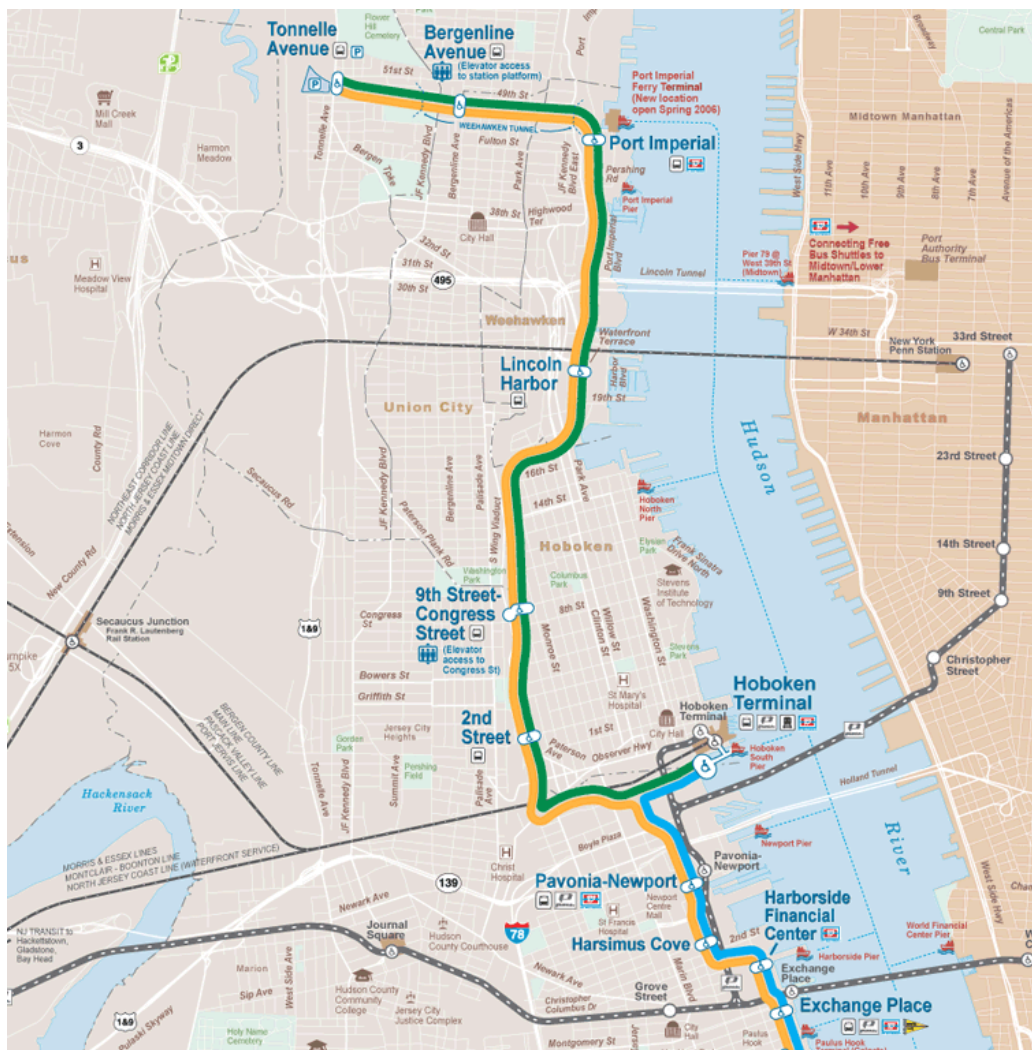 Tonnelle
Avenue
P
P
Bergenline
Avenue
(Elevator access
to station platform)
Flower
Hill
Cemetery
51st St
49th St
WEEHAWKEN TUNNEL
Fulton St
Port Imperial
Ferry Terminal
(New location
open Spring 2006)
Port Imperial
Pershing
Rd
Port Imperial
Pier
Port Imperial
Blvd
Central Park
Broadway
Midtown Manhattan
West Side Hwy
11th Ave
10th Ave
9th Ave
8th Ave
7th Ave
Avenue of the Americas
Mill Creek
Mall
3
Harmon
Meadow
Tonnelle Ave
Bergen
Tpke
JF Kennedy Blvd
Bergenline Ave
Park Ave
JF Kennedy
Blvd East
38th St
Highwood
Ter
City Hall
32nd St
31th St
30th St
495
Meadow View
Hospital
Connecting Free
Bus Shuttles to
Midtown/Lower
Manhattan
Port
Authority
Bus Terminal
Pier 79 @
West 39th St
(Midtown)
Lincoln Tunnel
Weehawken
Waterfront
Terrace
W 34th St
New York
Penn Station
33rd Street
Lincoln
Harbor
Harbor
Blvd
19th St
Union City
Manhattan
Hudson
23rd Street
Harmon
Cove
County Rd
NORTHEAST CORRIDOR LINE
NORTH JERSEY COAST LINE
MORRIS & ESSEX MIDTOWN DIRECT
Secaucus Rd
JF Kennedy Blvd
Paterson Plank Rd
Bergenline Ave
Palisade Ave
S Wing Viaduct
16th St
14th St
Park Ave
Hoboken
North
Pier
Hoboken
Elysian
Park
Frank Sinatra
Drive North
14th Street
Extension
New County Rd
Washington
Park
Columbus
Park
Stevens
Institute
of Technology
9th Street
9th Street-
Congress
Street
(Elevator
access to
Congress St)
Congress
St
8th St
Willow St
Clinton St
Washington St
Monroe St
Stevens
Park
Secaucus Junction
Frank R. Lautenberg
Rail Station
1&9
Christopher
Street
Bowers St
Griffith St
St Mary's
Hospital
Hoboken
Terminal
Hoboken
Terminal
City Hall
Hoboken
South
Pier
BERGEN COUNTY LINE
MAIN LINE
PASCACK VALLEY LINE
PORT JERVIS LINE
Gordon
Park
Jersey City
Heights
Pershing
Field
2nd
Street
1st St
Paterson
Ave
Observer Hwy
Holland Tunnel
Hackensack
River
Tonnelle Ave
JF Kennedy Blvd
Summit Ave
Palisade
Ave
Boyle Plaza
Newport Pier
River
West Side Hwy
MORRIS & ESSEX LINES
MONTCLAIR - BOONTON LINE
NORTH JERSEY COAST LINE (WATERFRONT SERVICE)
Christ
Hospital
139
Pavonia-
Newport
Pavonia-Newport
Newport
Centre
Mall
Newark Ave
78
St Francis
Hospital
Harborside
Financial
Center
World Financial
Center Pier
NJ TRANSIT to
Hackettstown,
Gladstone,
Bay Head
Journal
Square
Hudson
County Courthouse
Harsimus Cove
2nd St
Harborside Pier
Exchange
Place
Marion
Sip Ave
West Side Ave
Hudson County
Community
College
Newark Ave
Christopher
Columbus Dr
Grove
Street
Marin Blvd
Exchange Place
1&9
Pulaski Skyway
Holy Name
Cemetery
Jersey City
Justice Complex
Montgomery St
City
Hall
Paulus
Hook
Paulus Hook